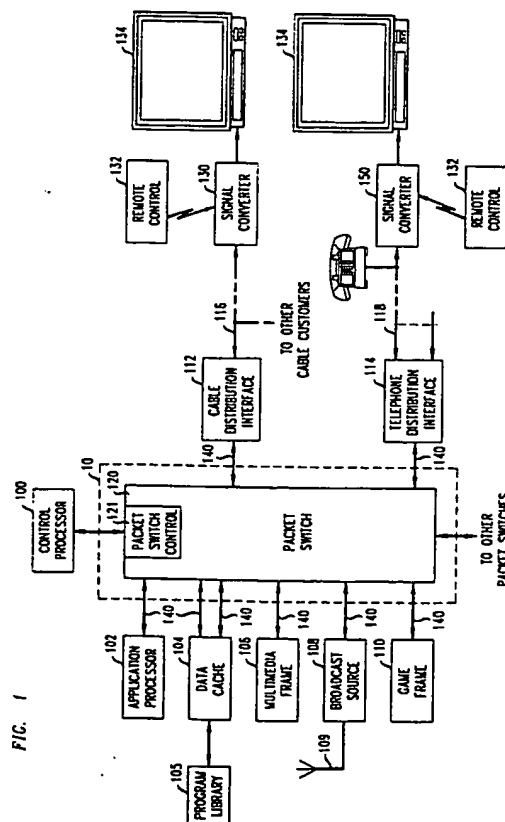 FIG. 1
100
CONTROL
PROCESSOR
10
121
120
PACKET
SWITCH
CONTROL
PACKET
SWITCH
102
APPLICATION
PROCESSOR
140
105
PROGRAM
LIBRARY
104
DATA
CACHE
140
140
106
MULTIMEDIA
FRAME
140
109
108
BROADCAST
SOURCE
140
110
GAME
FRAME
140
TO OTHER
PACKET SWITCHES
140
112
CABLE
DISTRIBUTION
INTERFACE
116
TO OTHER
CABLE CUSTOMERS
132
REMOTE
CONTROL
130
SIGNAL
CONVERTER
134
140
114
TELEPHONE
DISTRIBUTION
INTERFACE
118
150
SIGNAL
CONVERTER
132
REMOTE
CONTROL
134